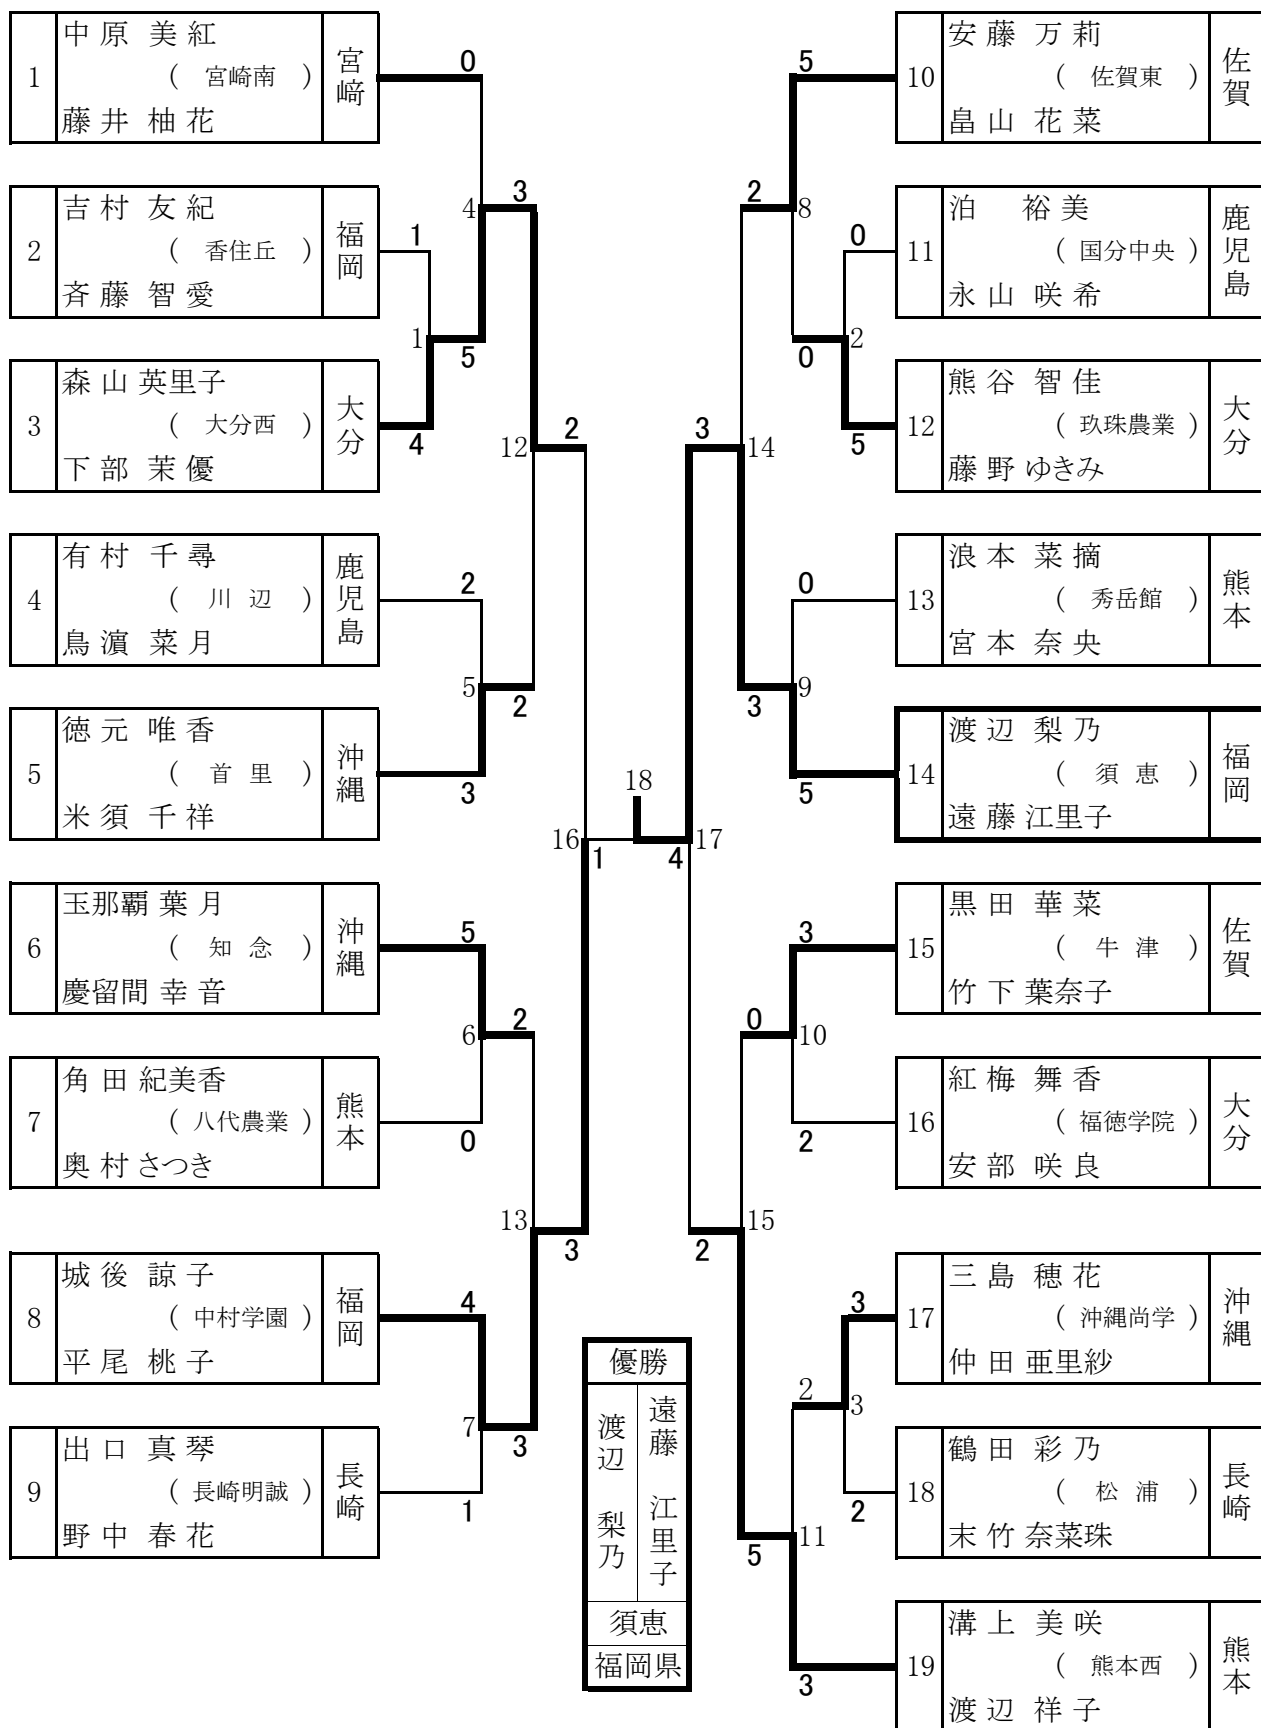 1
中原 美紅
( 宮崎南 )
藤井 柚花
宮﨑
0
2
吉村 友紀
( 香住丘 )
斉藤 智愛
福岡
1
3
森山 英里子
( 大分西 )
下部 茉優
大分
4
1
5
4
3
4
有村 千尋
( 川辺 )
鳥濵 菜月
鹿児島
2
5
徳元 唯香
( 首里 )
米須 千祥
沖縄
3
5
2
12
2
6
玉那覇 葉月
( 知念 )
慶留間 幸音
沖縄
5
7
角田 紀美香
( 八代農業 )
奥村 さつき
熊本
0
6
2
8
城後 諒子
( 中村学園 )
平尾 桃子
福岡
4
9
出口 真琴
( 長崎明誠 )
野中 春花
長崎
1
7
3
13
3
16
1
18
4
17
10
安藤 万莉
( 佐賀東 )
畠山 花菜
佐賀
5
11
泊 裕美
( 国分中央 )
永山 咲希
鹿児島
0
12
熊谷 智佳
( 玖珠農業 )
藤野 ゆきみ
大分
5
2
0
8
2
13
浪本 菜摘
( 秀岳館 )
宮本 奈央
熊本
0
14
渡辺 梨乃
( 須恵 )
遠藤 江里子
福岡
5
9
3
14
3
15
黒田 華菜
( 牛津 )
竹下 葉奈子
佐賀
3
16
紅梅 舞香
( 福徳学院 )
安部 咲良
大分
2
10
0
17
三島 穂花
( 沖縄尚学 )
仲田 亜里紗
沖縄
3
18
鶴田 彩乃
( 松浦 )
末竹 奈菜珠
長崎
2
3
2
19
溝上 美咲
( 熊本西 )
渡辺 祥子
熊本
3
11
5
15
2
優勝
遠藤 江里子
渡辺 梨乃
須恵
福岡県